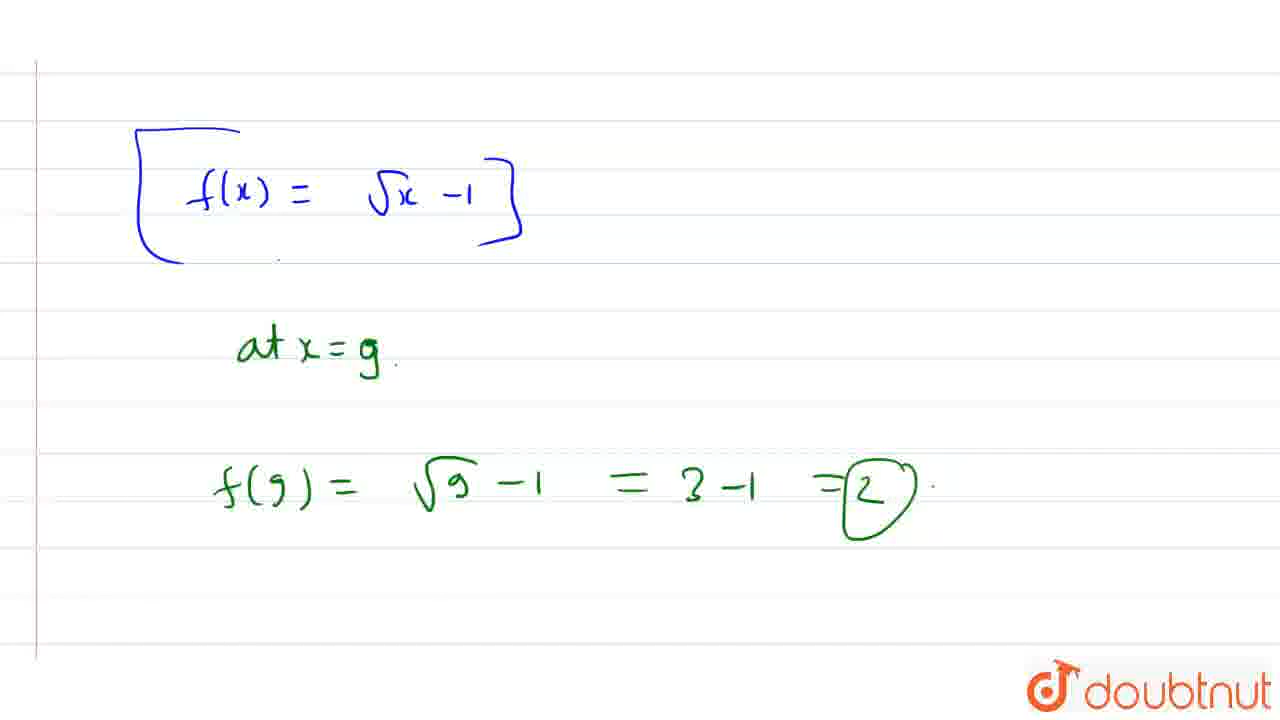 f(x) = √x - 1
at x = 9.
f(9) = √9 - 1 = 3 - 1 = 2
doubtnut